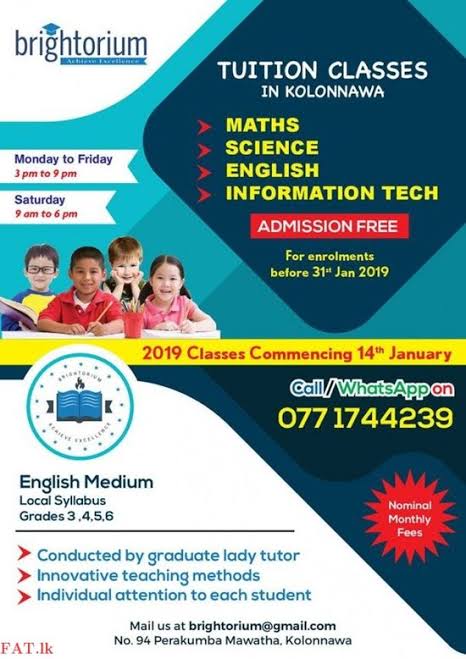 brightorium
Achieve Excellence
TUITION CLASSES
IN KOLONNAWA
MATHS
SCIENCE
ENGLISH
INFORMATION TECH
ADMISSION FREE
For enrolments
before 31st Jan 2019
Monday to Friday
3 pm to 9 pm
Saturday
9 am to 6 pm
2019 Classes Commencing 14th January
BRIGHTORIUM
ACHIEVE EXCELLENCE
Call/WhatsApp on
077 1744239
English Medium
Local Syllabus
Grades 3 ,4,5,6
Nominal
Monthly
Fees
Conducted by graduate lady tutor
Innovative teaching methods
Individual attention to each student
Mail us at brightorium@gmail.com
No. 94 Perakumba Mawatha, Kolonnawa
FAT.lk